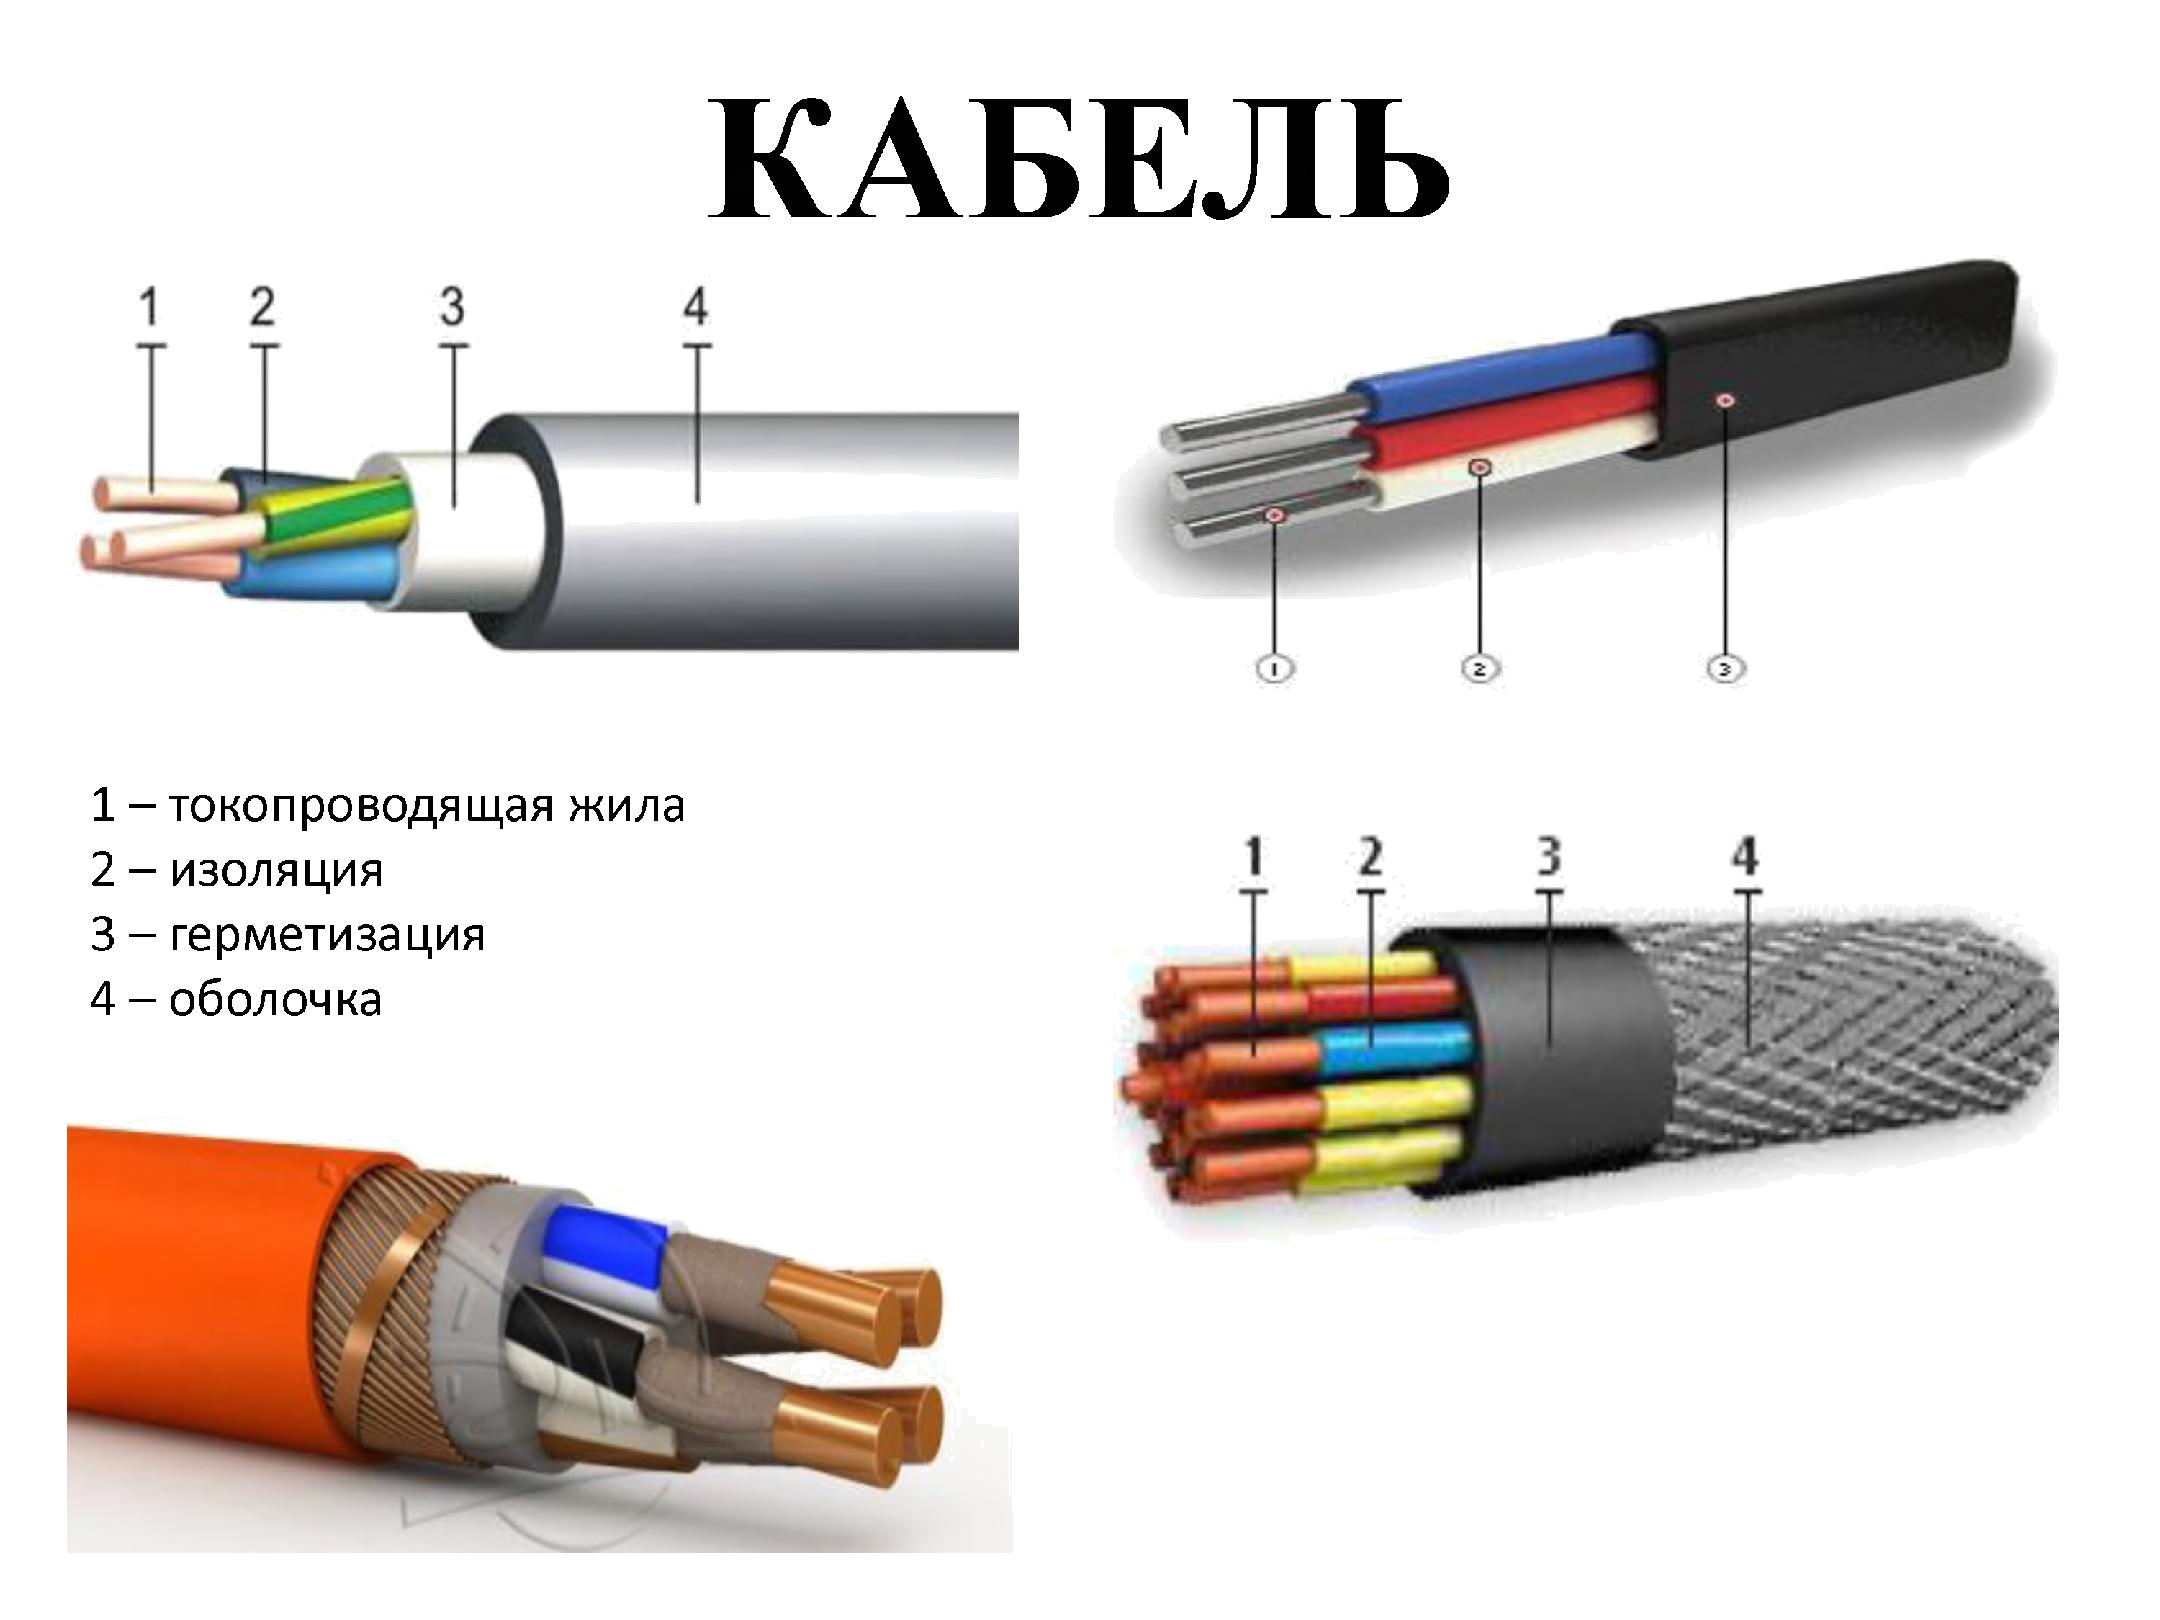 КАБЕЛЬ
1 2 3 4
1 2 3
1 – токопроводящая жила
2 – изоляция
3 – герметизация
4 – оболочка
1 2 3 4